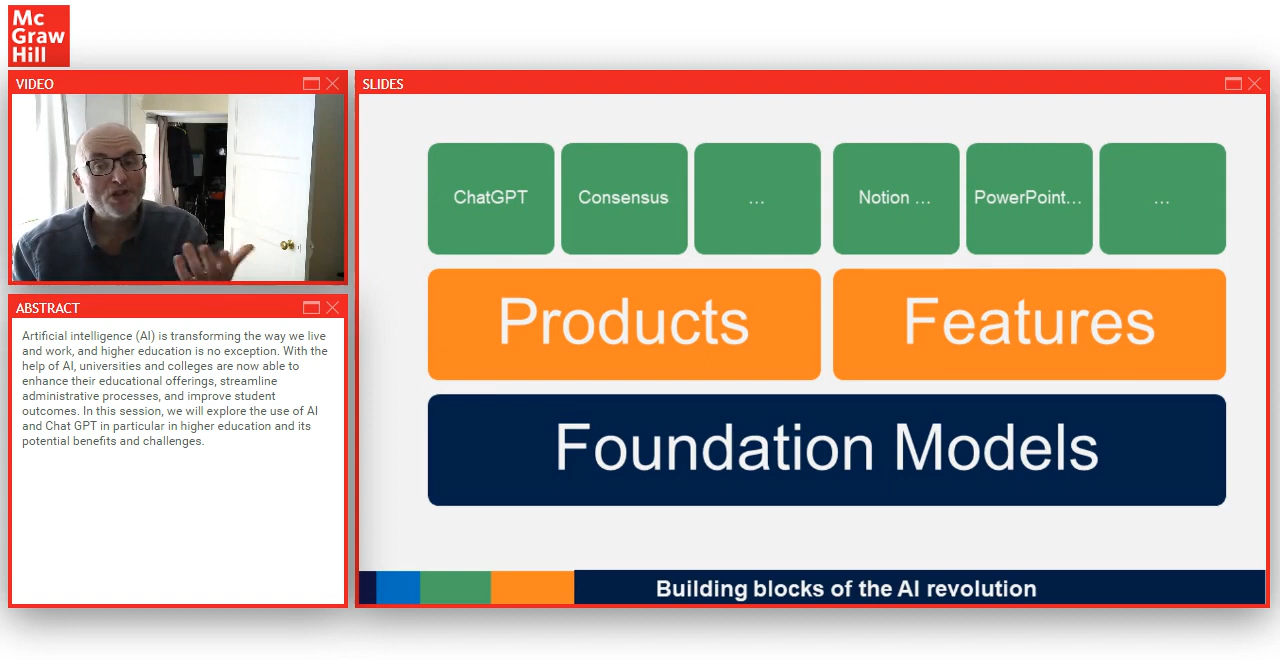 Mc
Graw
Hill
VIDEO
ABSTRACT
Artificial intelligence (AI) is transforming the way we live
and work, and higher education is no exception. With the
help of AI, universities and colleges are now able to
enhance their educational offerings, streamline
administrative processes, and improve student
outcomes. In this session, we will explore the use of AI
and Chat GPT in particular in higher education and its
potential benefits and challenges.
SLIDES
ChatGPT
Consensus
...
Notion ...
PowerPoint...
...
Products
Features
Foundation Models
Building blocks of the AI revolution